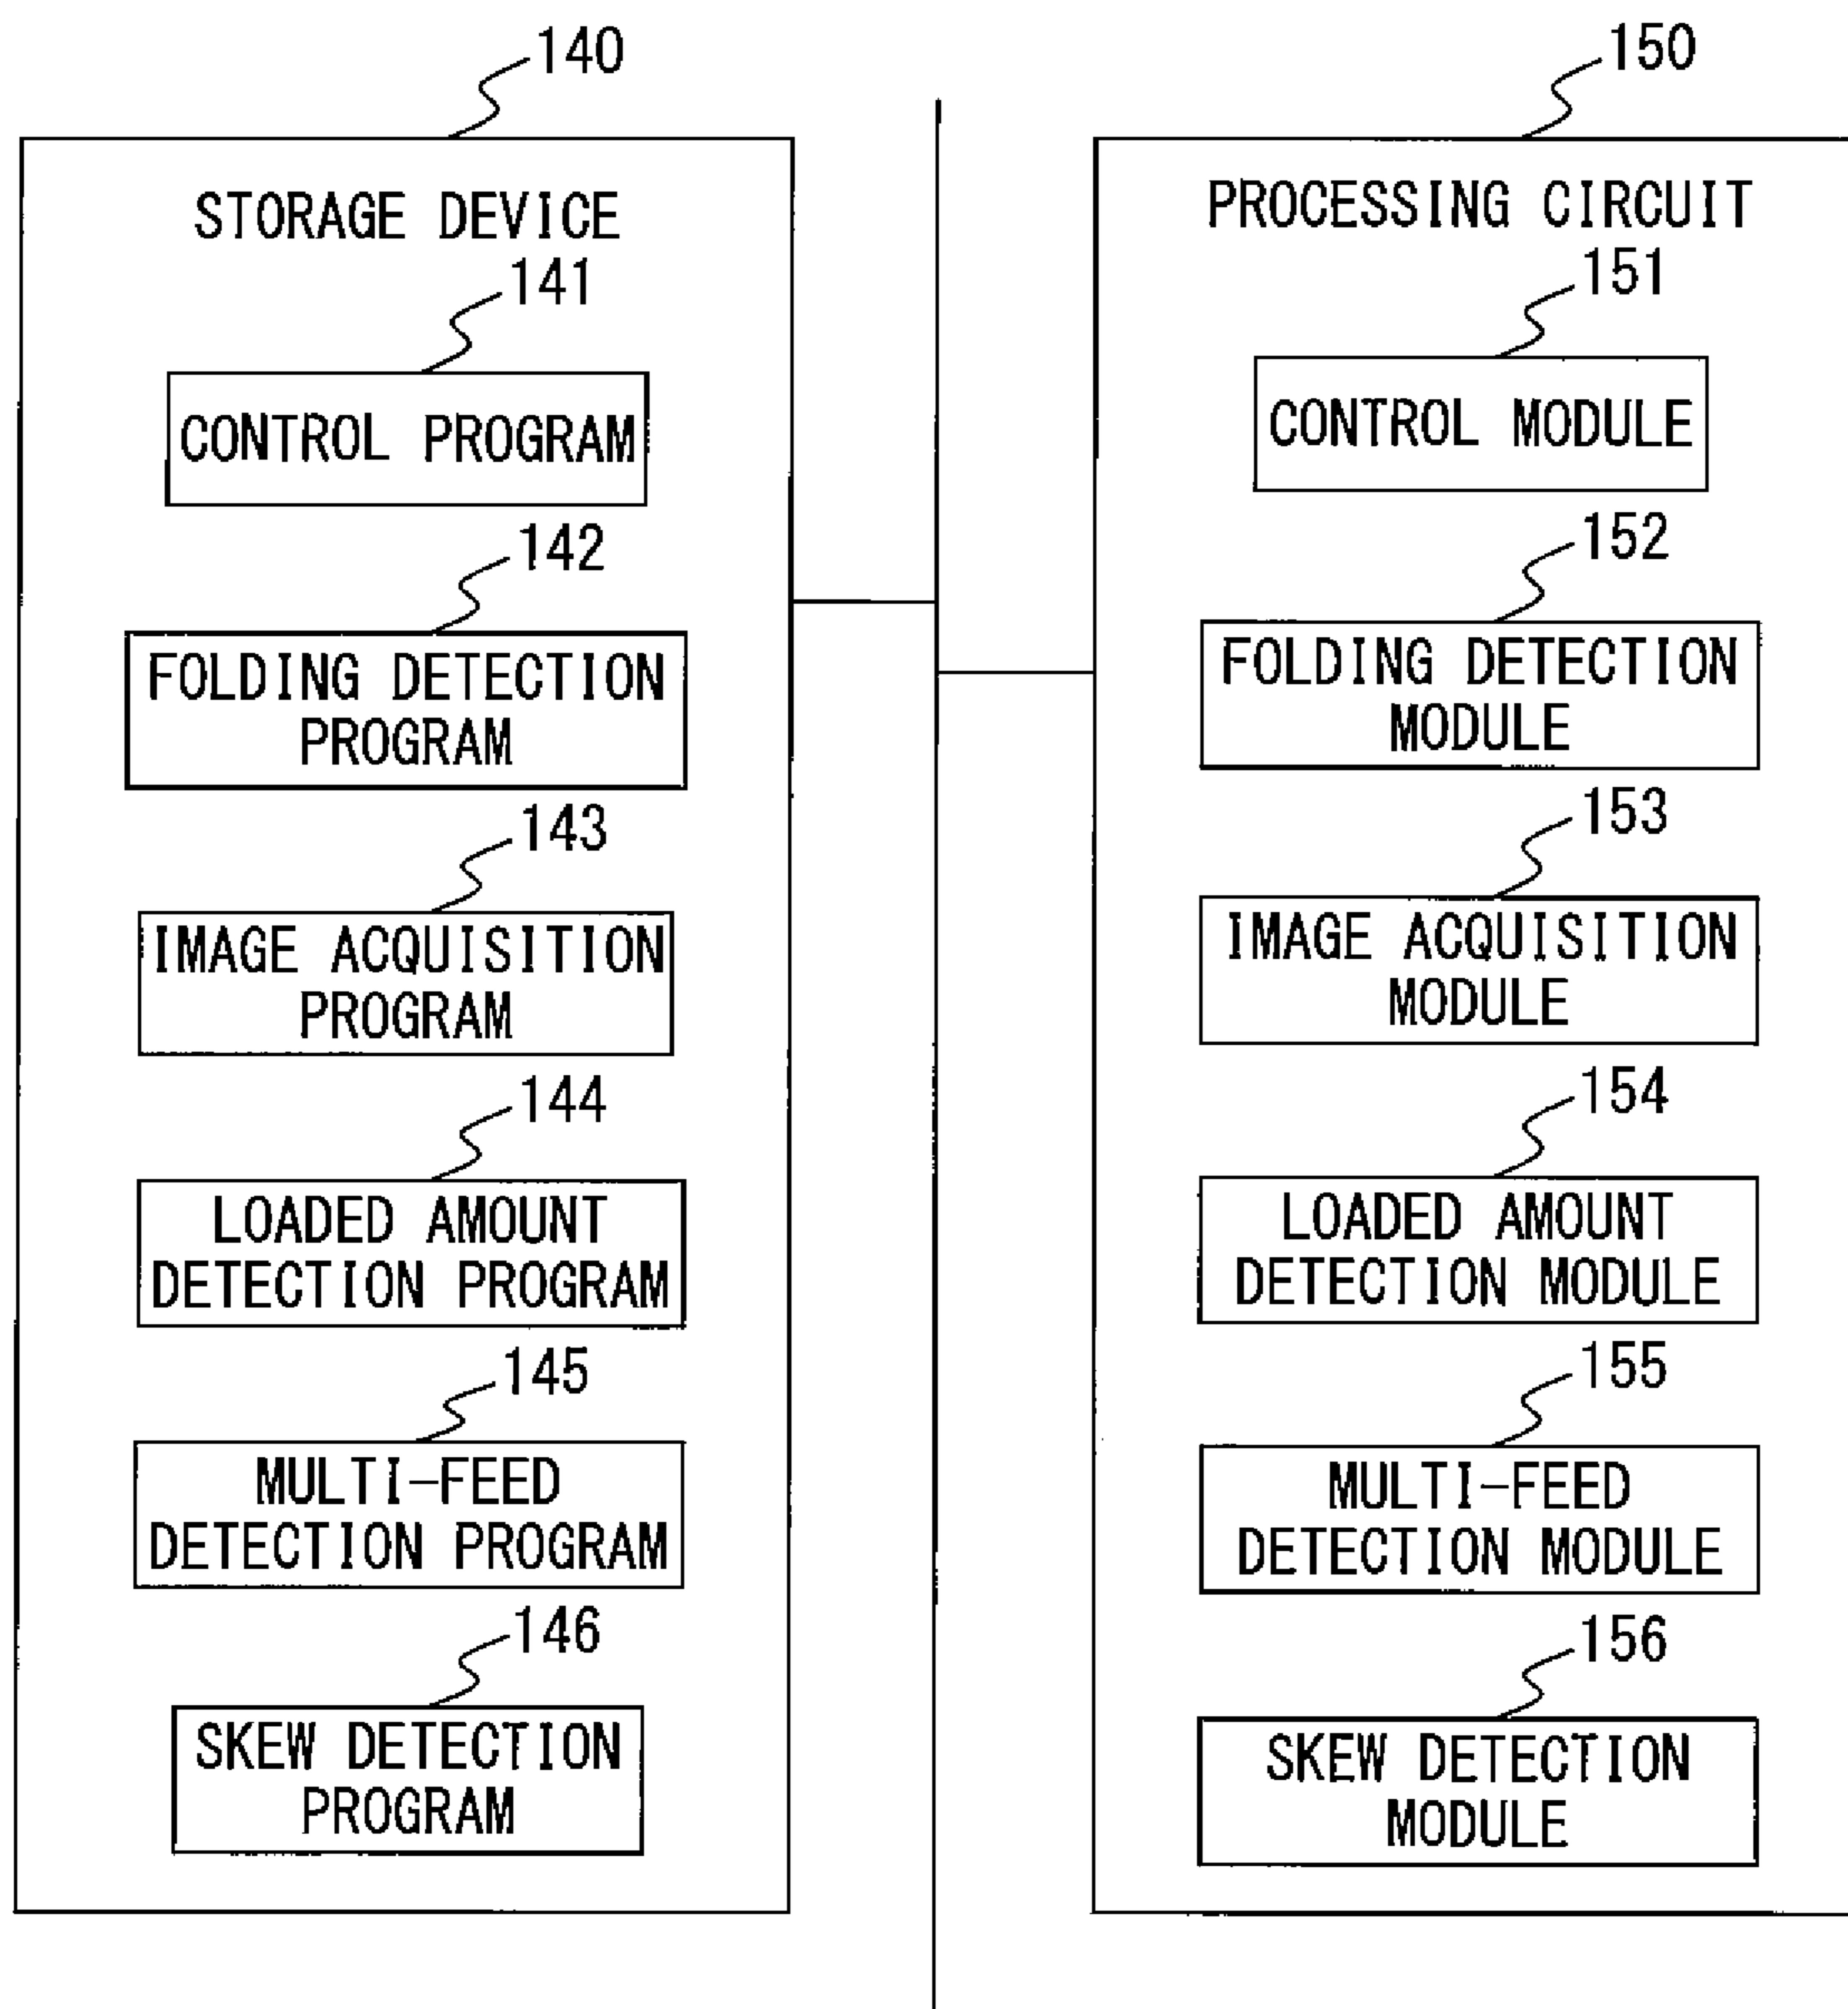 140
STORAGE DEVICE
141
CONTROL PROGRAM
142
FOLDING DETECTION
PROGRAM
143
IMAGE ACQUISITION
PROGRAM
144
LOADED AMOUNT
DETECTION PROGRAM
145
MULTI-FEED
DETECTION PROGRAM
146
SKEW DETECTION
PROGRAM
150
PROCESSING CIRCUIT
151
CONTROL MODULE
152
FOLDING DETECTION
MODULE
153
IMAGE ACQUISITION
MODULE
154
LOADED AMOUNT
DETECTION MODULE
155
MULTI-FEED
DETECTION MODULE
156
SKEW DETECTION
MODULE